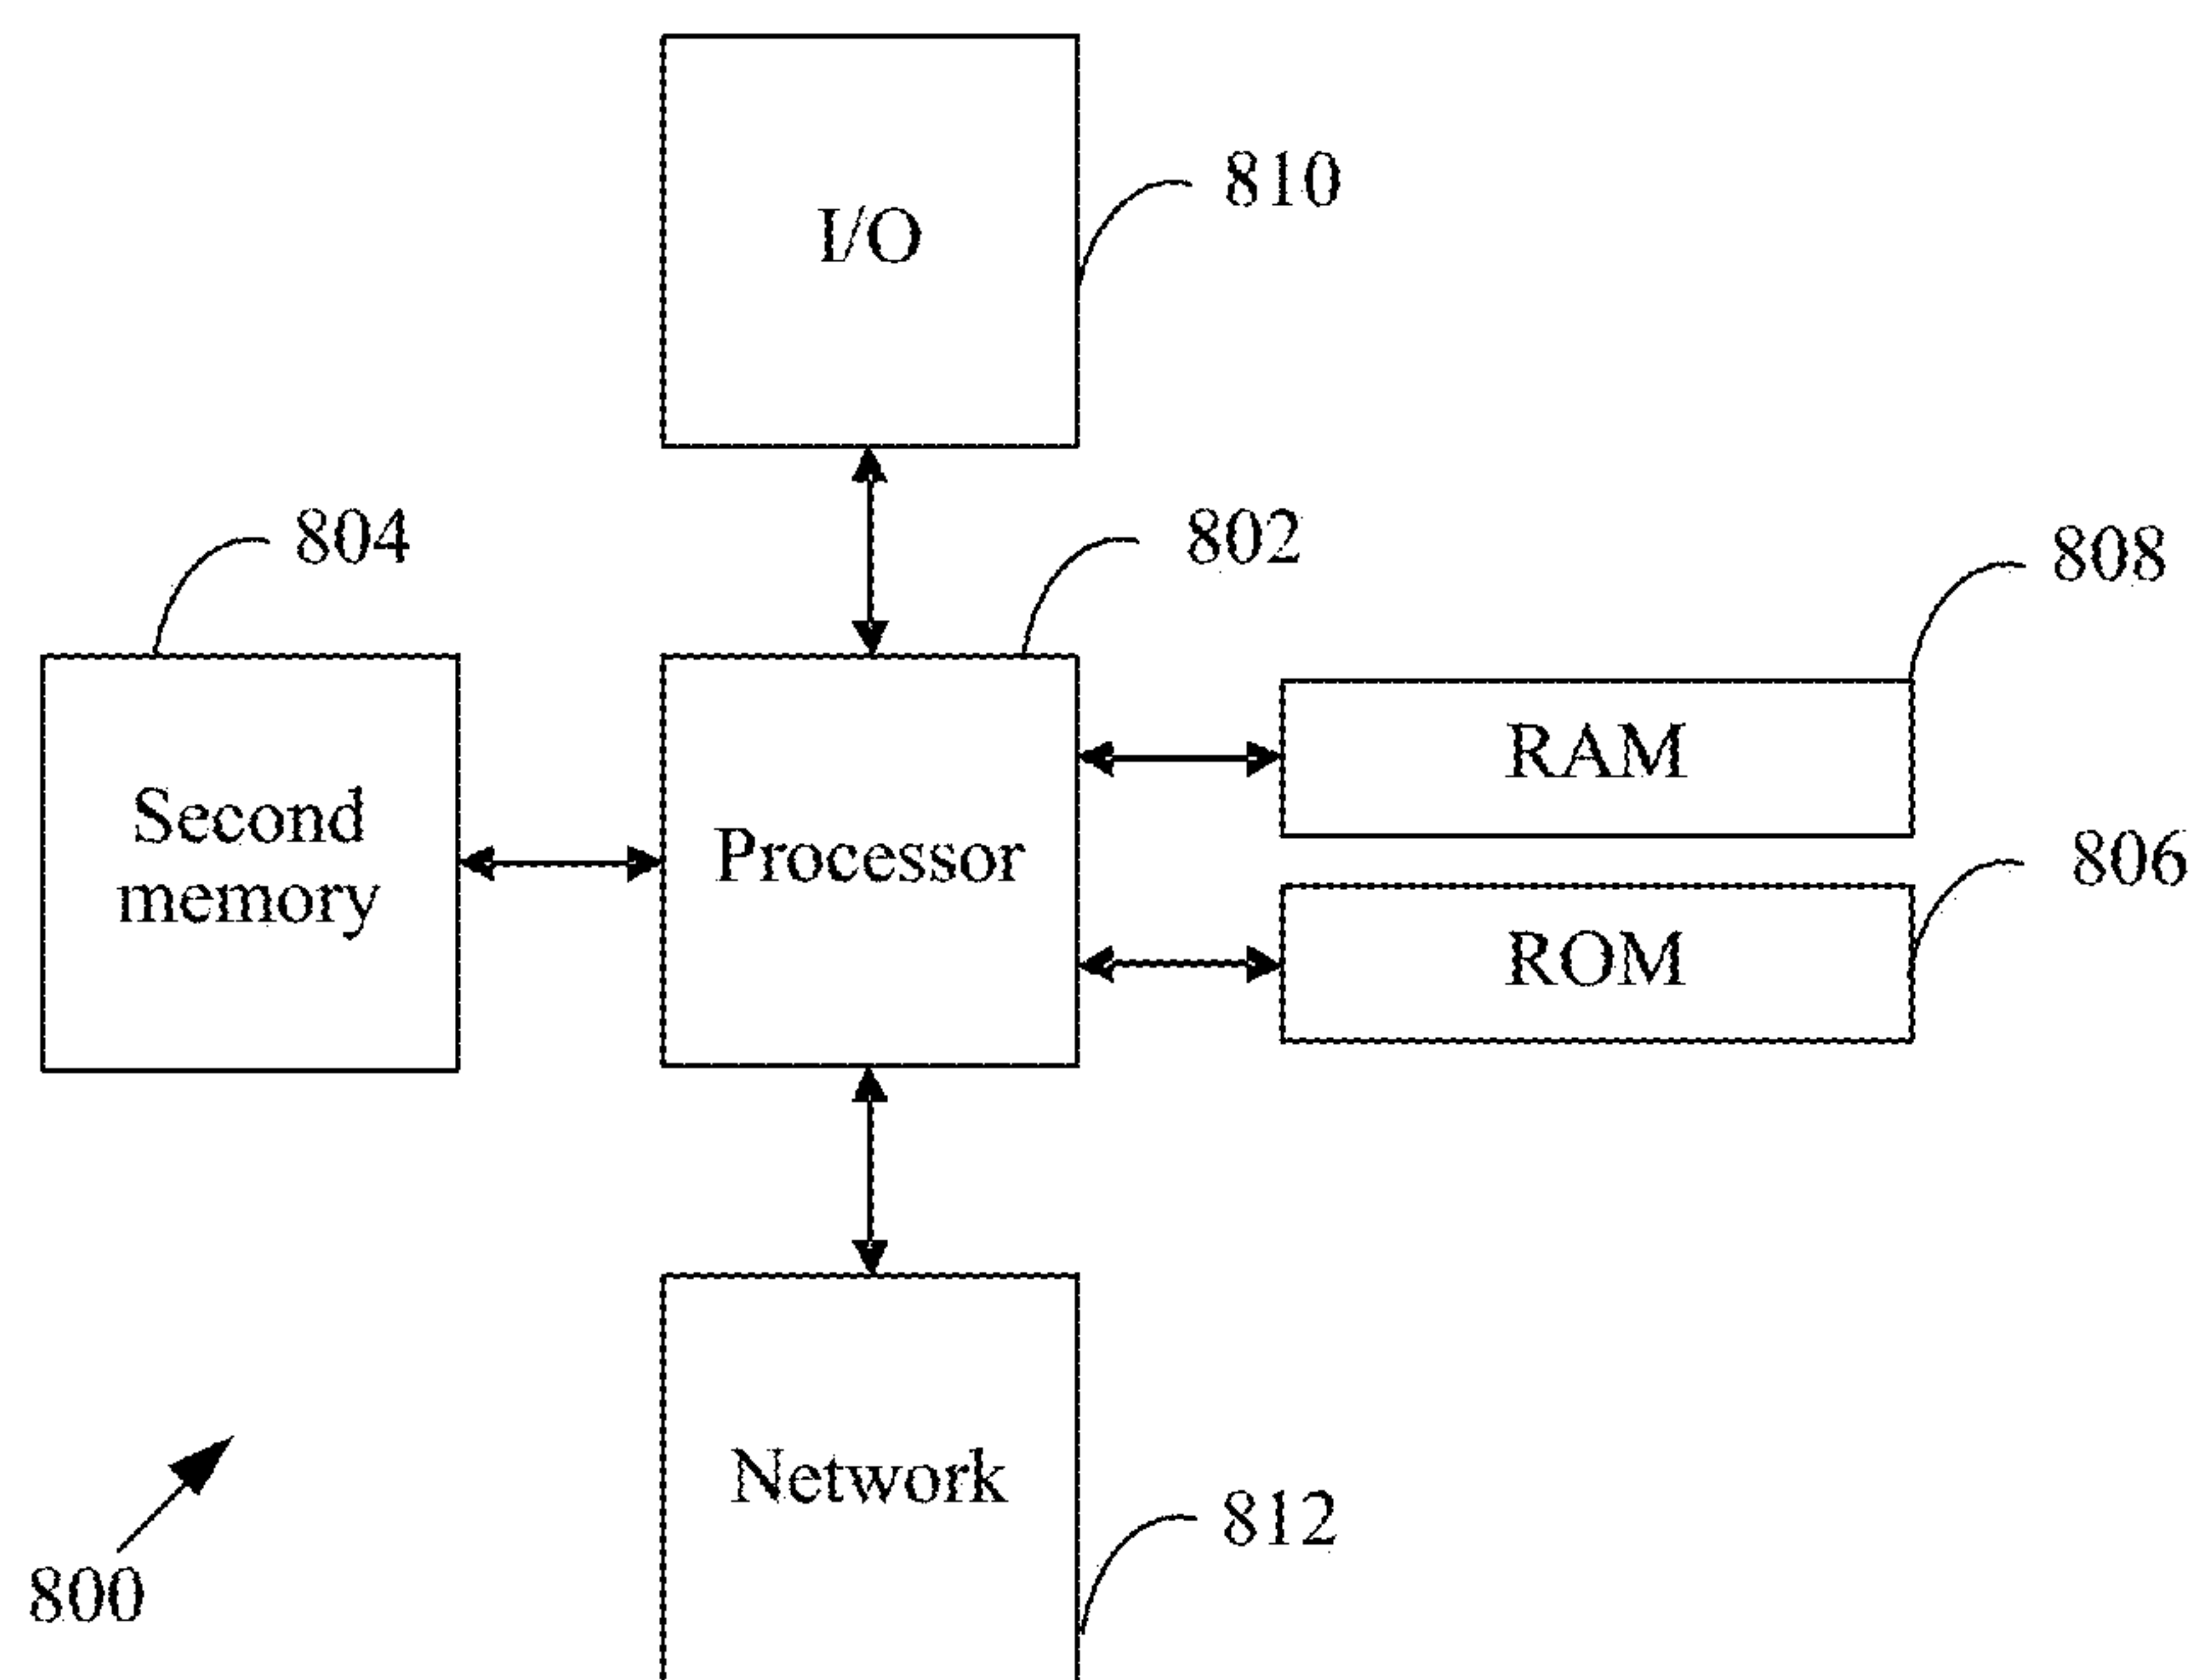 810
I/O
804
802
808
RAM
Second
memory
Processor
806
ROM
Network
812
800